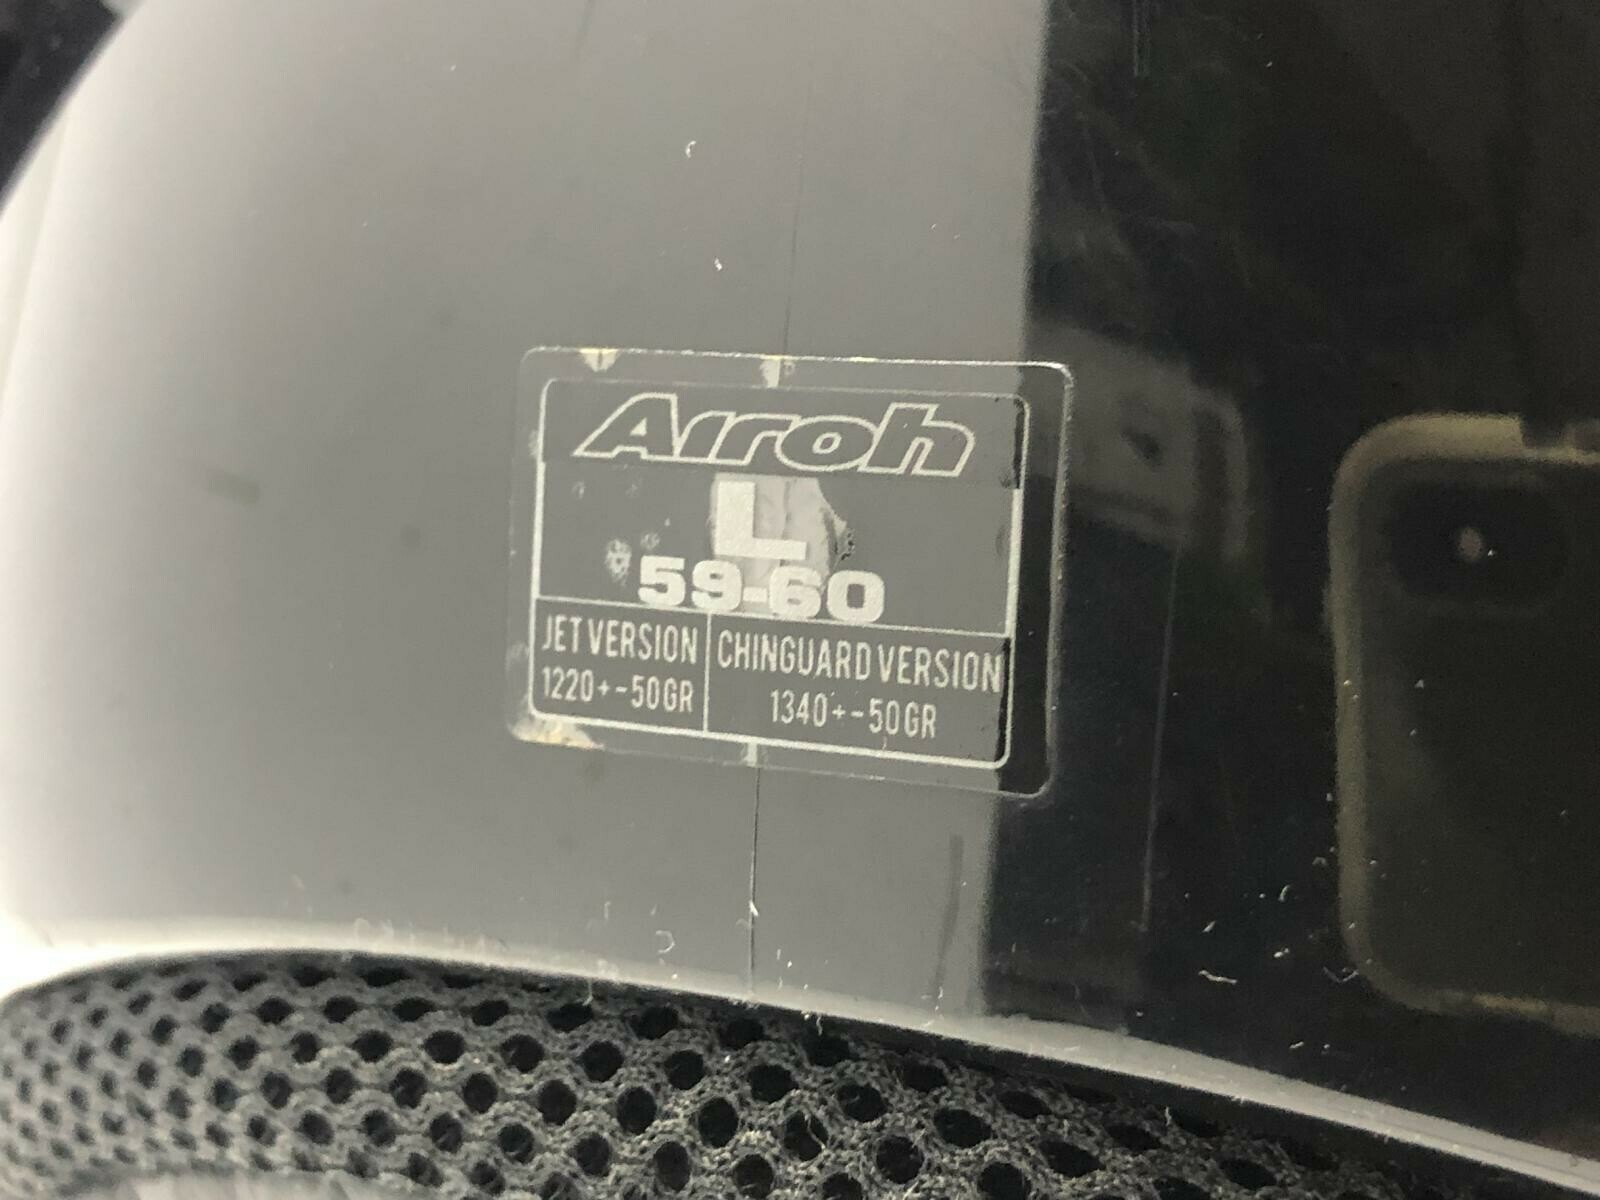 Airoh
L
59-60
JET VERSION
1220+-50GR
CHINGUARD VERSION
1340+-50GR